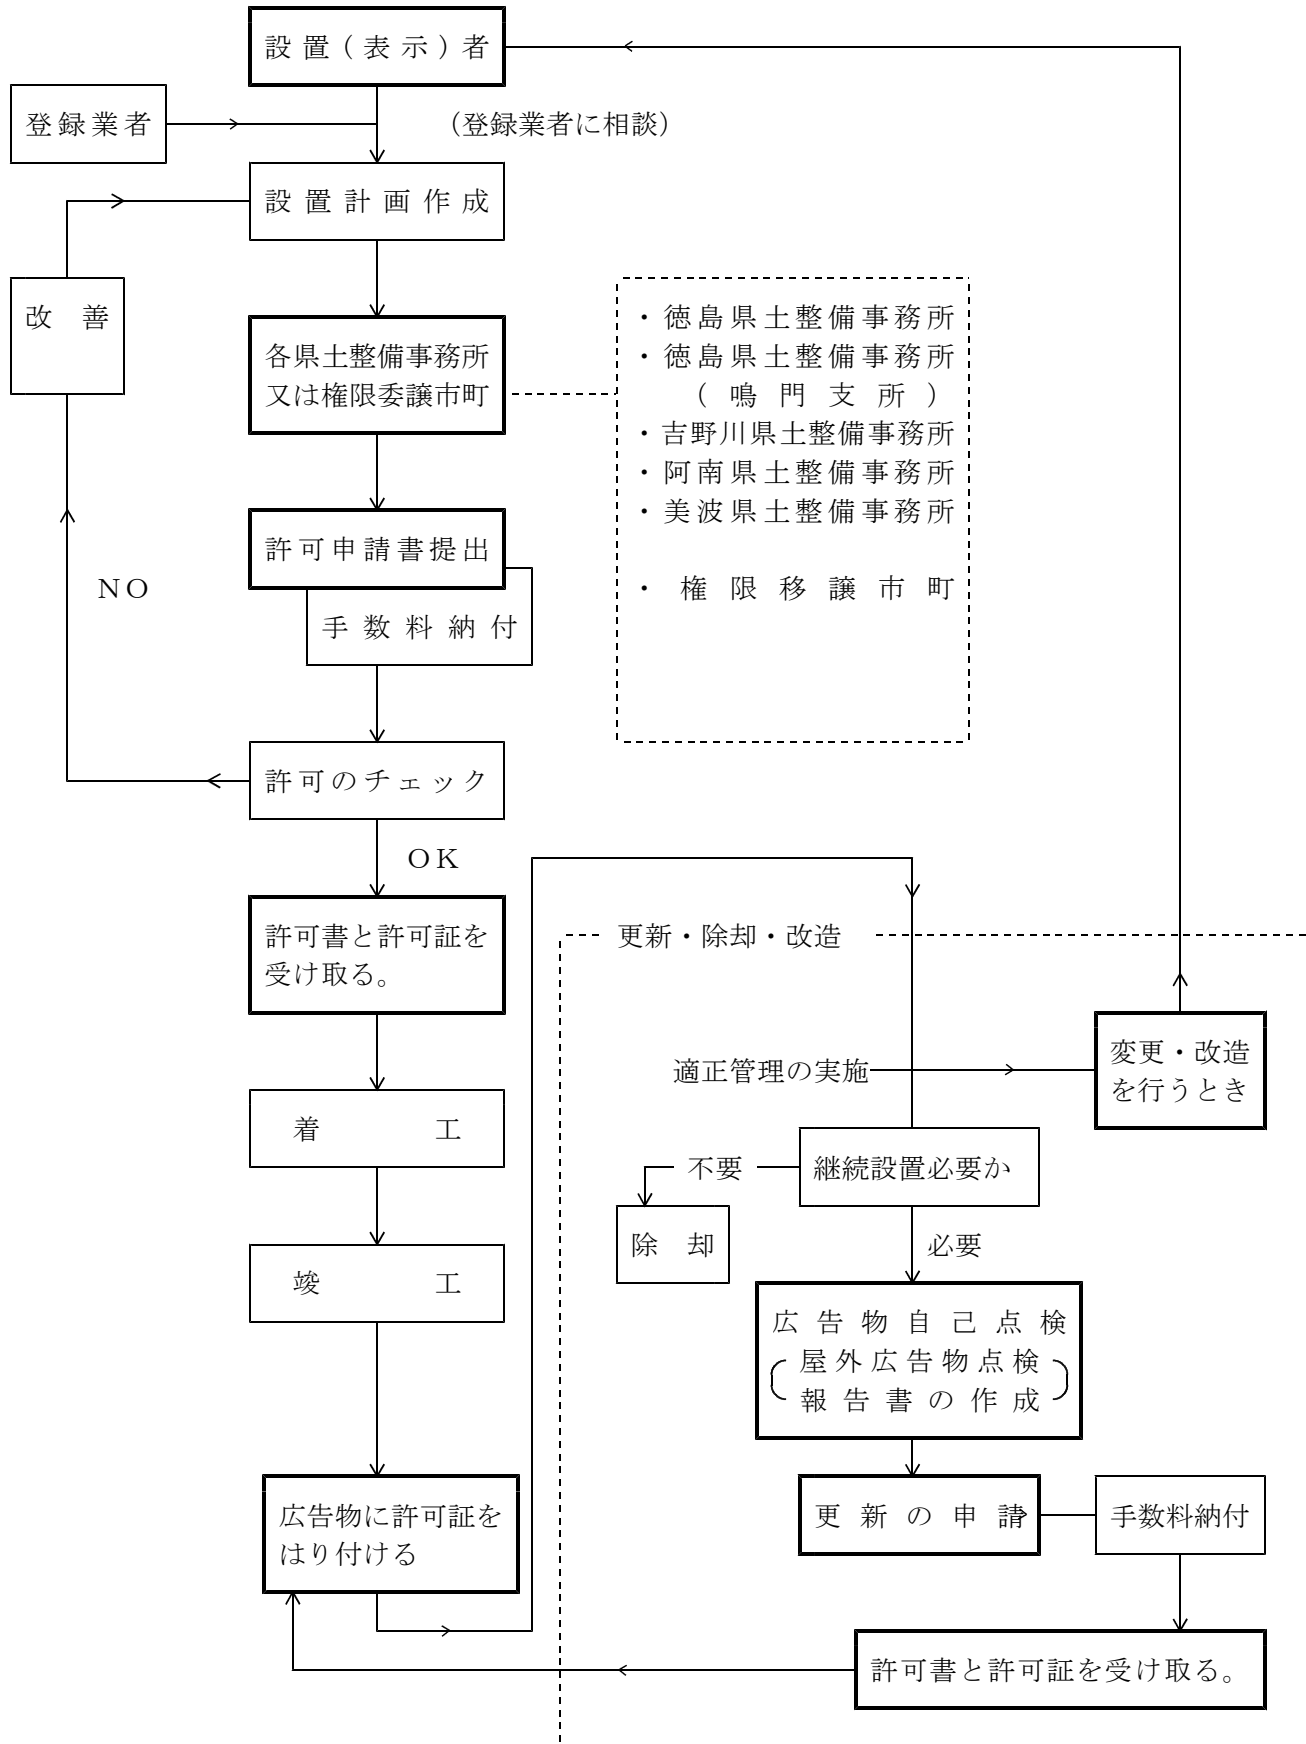 設置（表示）者
登録業者
（登録業者に相談）
設置計画作成
改善
各県土整備事務所
又は権限委譲市町
・徳島県土整備事務所
・徳島県土整備事務所
（鳴門支所）
・吉野川県土整備事務所
・阿南県土整備事務所
・美波県土整備事務所
・権限移譲市町
許可申請書提出
手数料納付
NO
許可のチェック
OK
許可書と許可証を
受け取る。
着工
竣工
広告物に許可証を
はり付ける
更新・除却・改造
適正管理の実施
変更・改造
を行うとき
継続設置必要か
不要
除却
必要
広告物自己点検
屋外広告物点検
報告書の作成
更新の申請
手数料納付
許可書と許可証を受け取る。